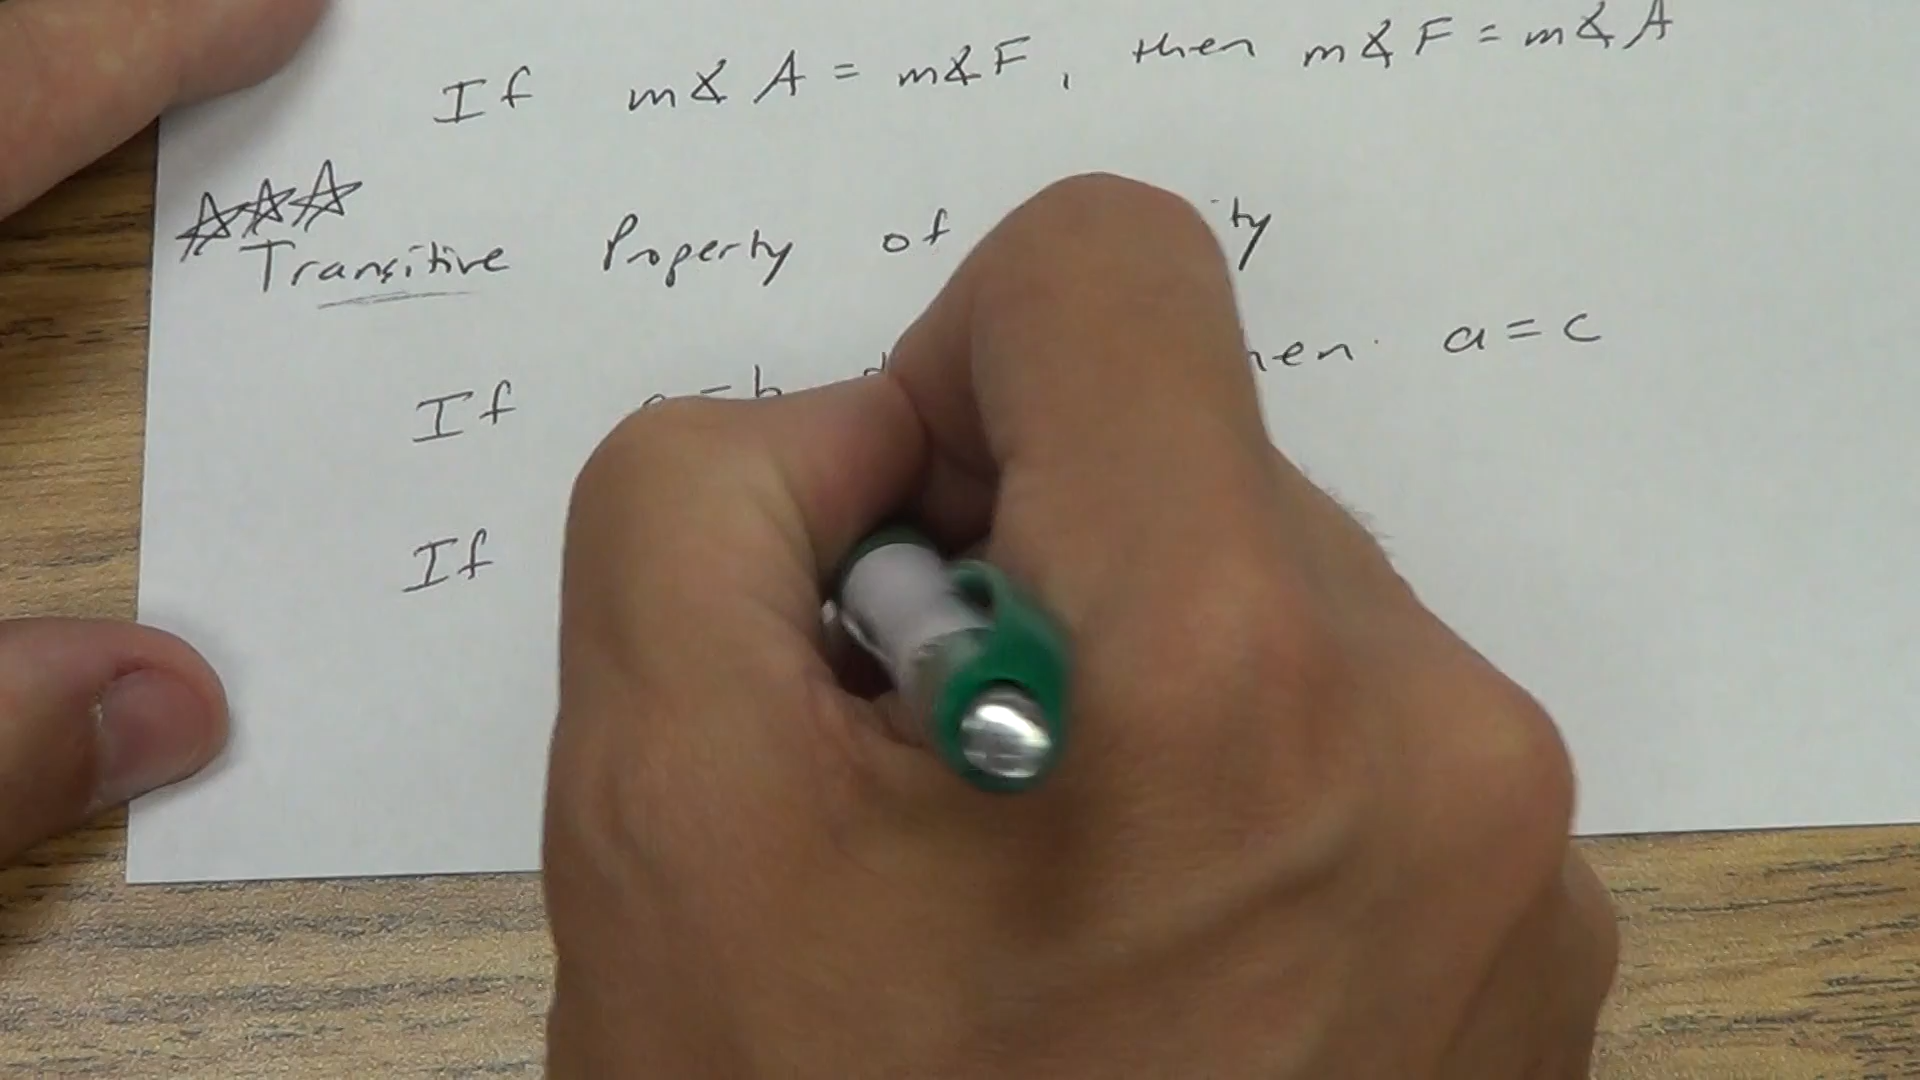 If m∡A = m∡F, then m∡F = m∡A
Transitive Property of
If a = b a = c
If